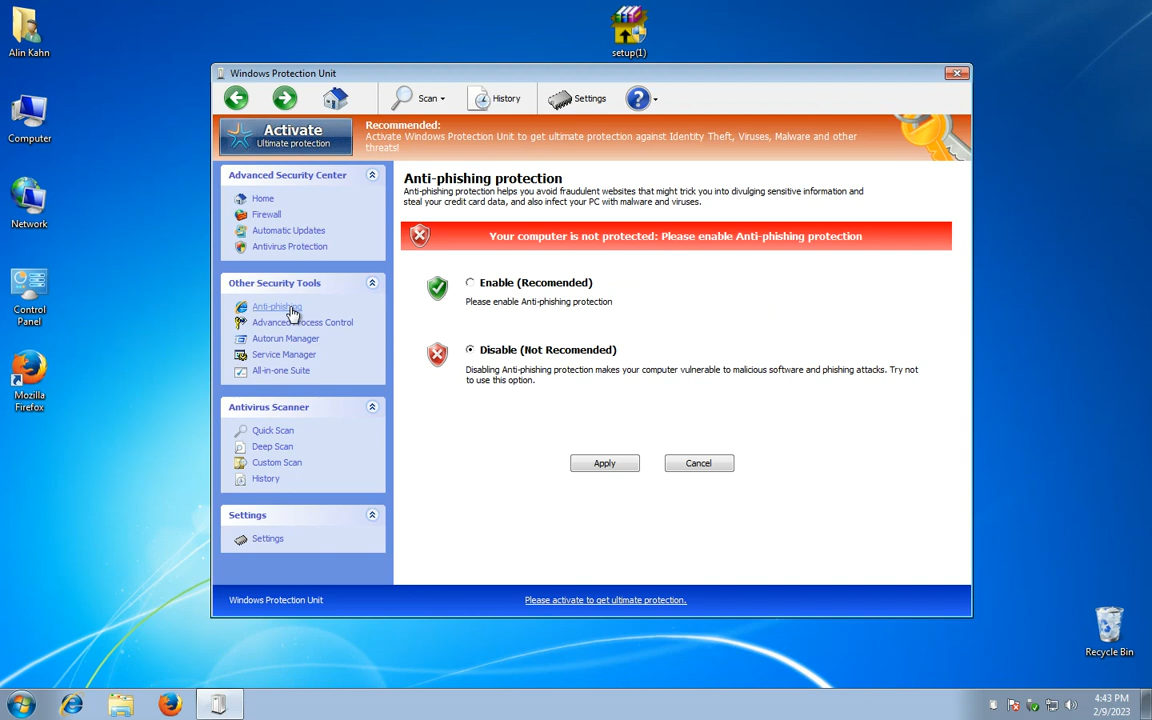 Alin Kahn
Computer
Network
Control
Panel
Mozilla
Firefox
setup(1)
Windows Protection Unit
Scan
History
Settings
Activate
Ultimate protection
Recommended:
Activate Windows Protection Unit to get ultimate protection against Identity Theft, Viruses, Malware and other
threats!
Advanced Security Center
Home
Firewall
Automatic Updates
Antivirus Protection
Other Security Tools
Anti-phishing
Advanced Process Control
Autorun Manager
Service Manager
All-in-one Suite
Antivirus Scanner
Quick Scan
Deep Scan
Custom Scan
History
Settings
Settings
Anti-phishing protection
Anti-phishing protection helps you avoid fraudulent websites that might trick you into divulging sensitive information and
steal your credit card data, and also infect your PC with malware and viruses.
Your computer is not protected: Please enable Anti-phishing protection
Enable (Recomended)
Please enable Anti-phishing protection
Disable (Not Recomended)
Disabling Anti-phishing protection makes your computer vulnerable to malicious software and phishing attacks. Try not
to use this option.
Apply
Cancel
Windows Protection Unit
Please activate to get ultimate protection.
Recycle Bin
4:43 PM
2/9/2023